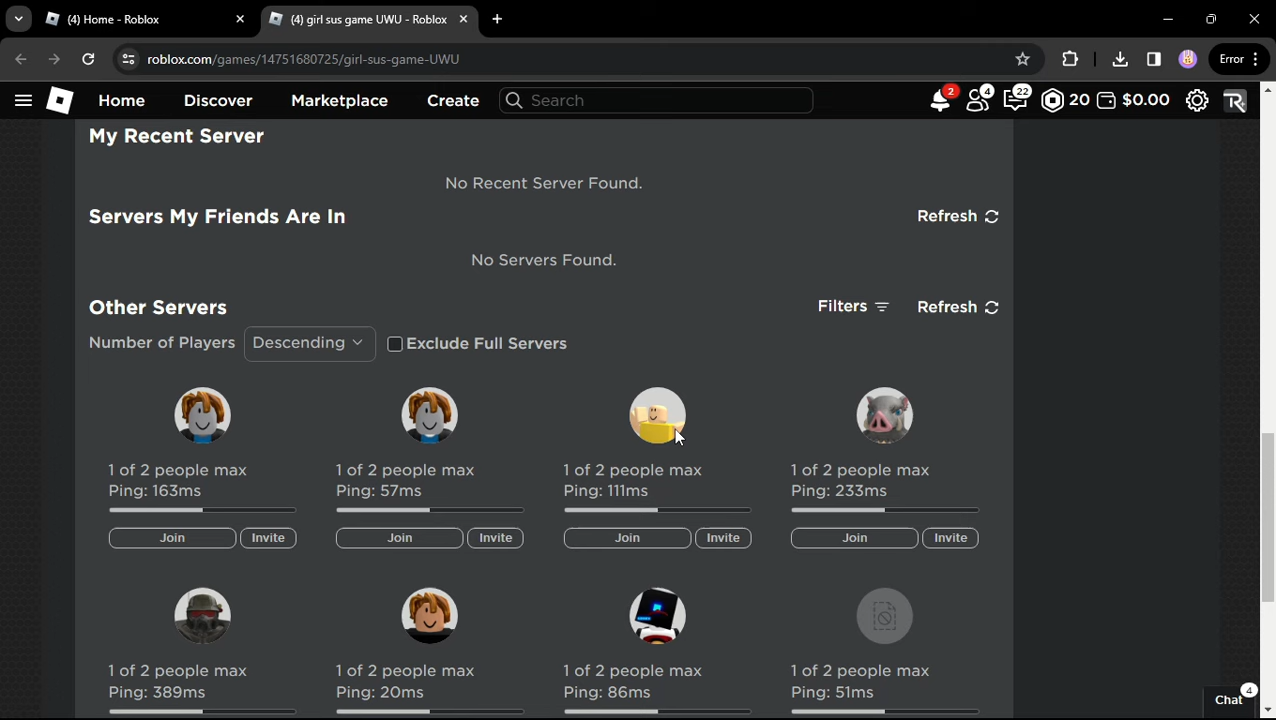 (4) Home - Roblox
(4) girl sus game UWU - Roblox
roblox.com/games/14751680725/girl-sus-game-UWU
Error
Home
Discover
Marketplace
Create
Search
2
4
22
20
$0.00
My Recent Server
No Recent Server Found.
Servers My Friends Are In
Refresh
No Servers Found.
Other Servers
Filters
Refresh
Number of Players
Descending
Exclude Full Servers
1 of 2 people max
Ping: 163ms
Join
Invite
1 of 2 people max
Ping: 57ms
Join
Invite
1 of 2 people max
Ping: 111ms
Join
Invite
1 of 2 people max
Ping: 233ms
Join
Invite
1 of 2 people max
Ping: 389ms
1 of 2 people max
Ping: 20ms
1 of 2 people max
Ping: 86ms
1 of 2 people max
Ping: 51ms
Chat
4